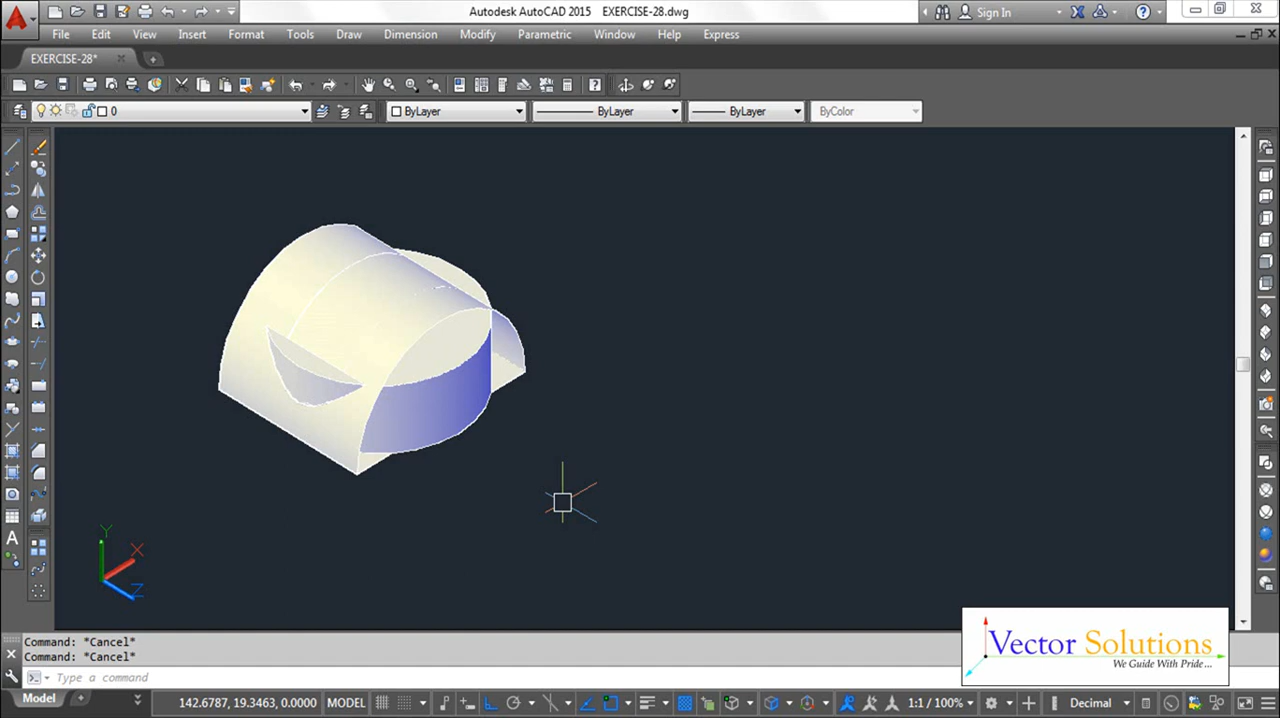 Autodesk AutoCAD 2015 EXERCISE-28.dwg
Sign In
File Edit View Insert Format Tools Draw Dimension Modify Parametric Window Help Express
EXERCISE-28*
0 ByLayer ByLayer ByLayer ByColor
Y
X
Z
Command: *Cancel*
Command: *Cancel*
Type a command
Vector Solutions
We Guide With Pride...
Model
142.6787, 19.3463, 0.0000 MODEL 1:1 / 100% Decimal